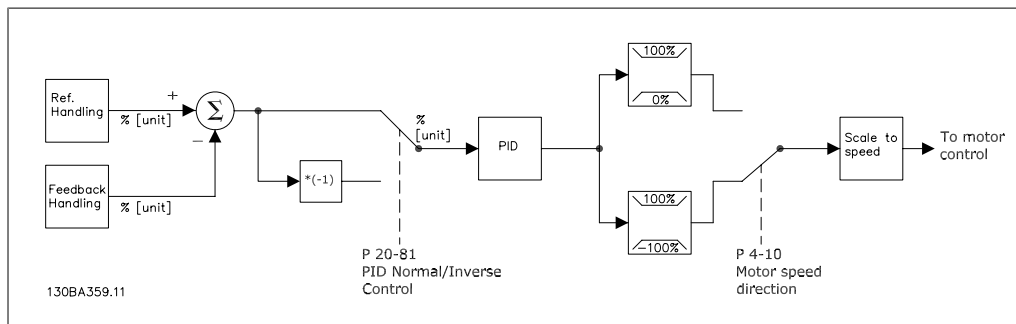 Ref.
Handling
+
% [unit]
Σ
−
Feedback
Handling
% [unit]
*(-1)
%
[unit]
P 20-81
PID Normal/Inverse
Control
PID
100%
0%
100%
−100%
P 4-10
Motor speed
direction
Scale to
speed
To motor
control
130BA359.11